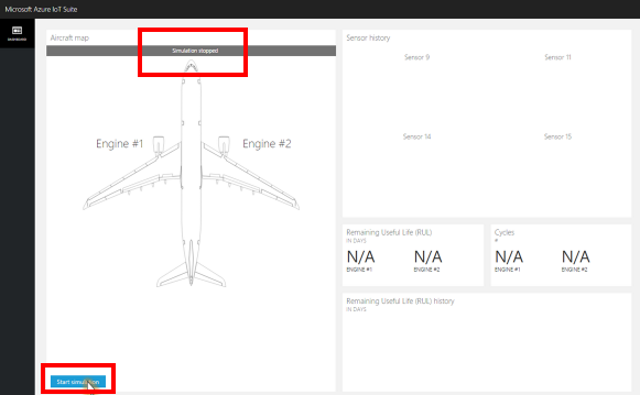 Microsoft Azure IoT Suite
DASHBOARD
Aircraft map
Simulation stopped
Engine #1
Engine #2
Start simulation
Sensor history
Sensor 9
Sensor 11
Sensor 14
Sensor 15
Remaining Useful Life (RUL)
IN DAYS
N/A
ENGINE #1
N/A
ENGINE #2
Cycles
#
N/A
ENGINE #1
N/A
ENGINE #2
Remaining Useful Life (RUL) history
IN DAYS